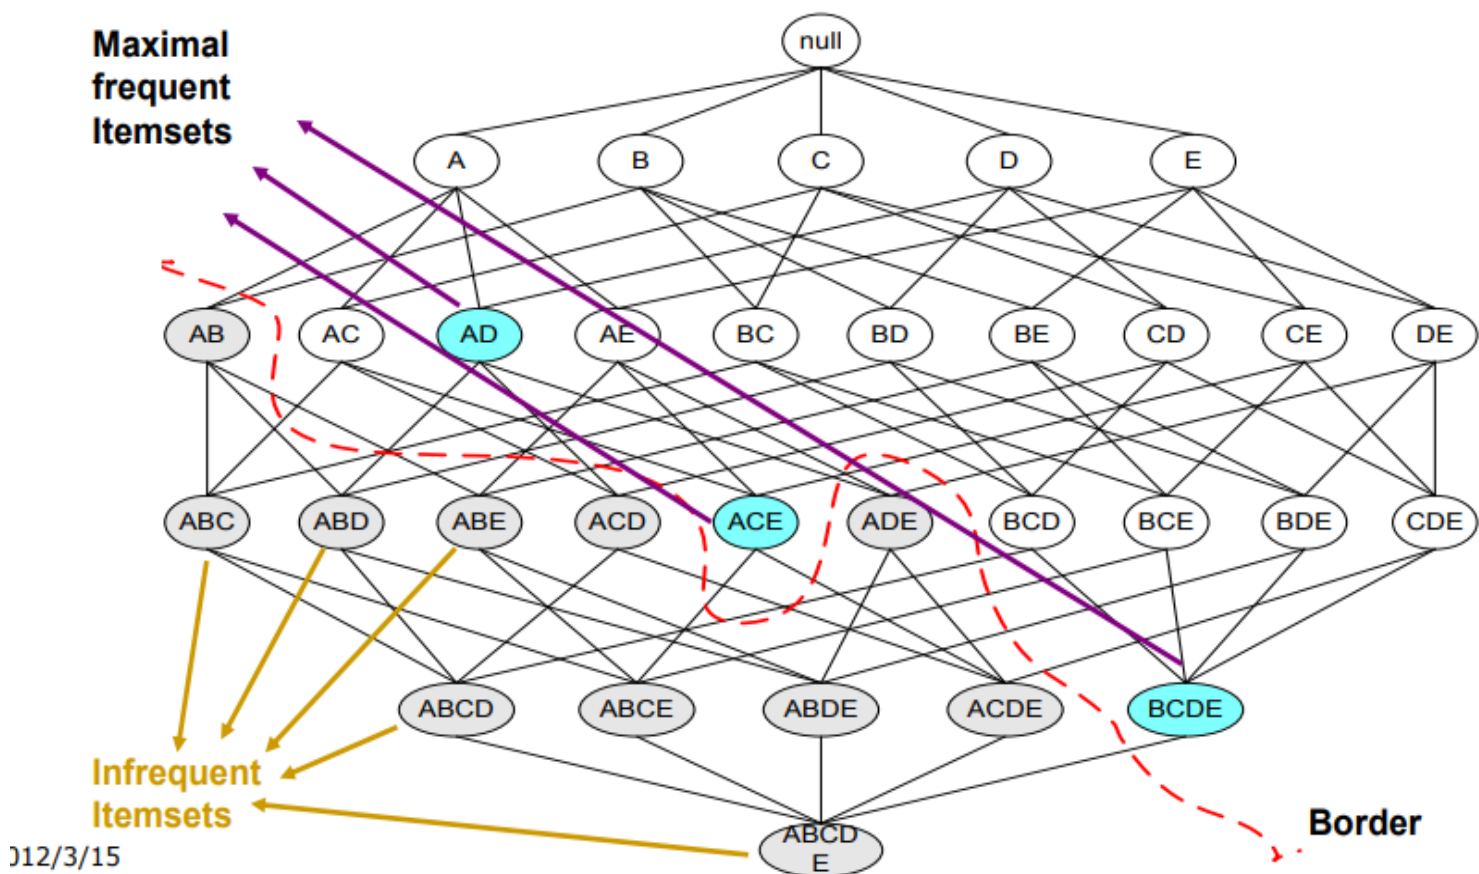 Maximal
frequent
Itemsets
null
A B C D E
AB AC AD AE BC BD BE CD CE DE
ABC ABD ABE ACD ACE ADE BCD BCE BDE CDE
ABCD ABCE ABDE ACDE BCDE
Infrequent
Itemsets
ABCD
E
Border
012/3/15